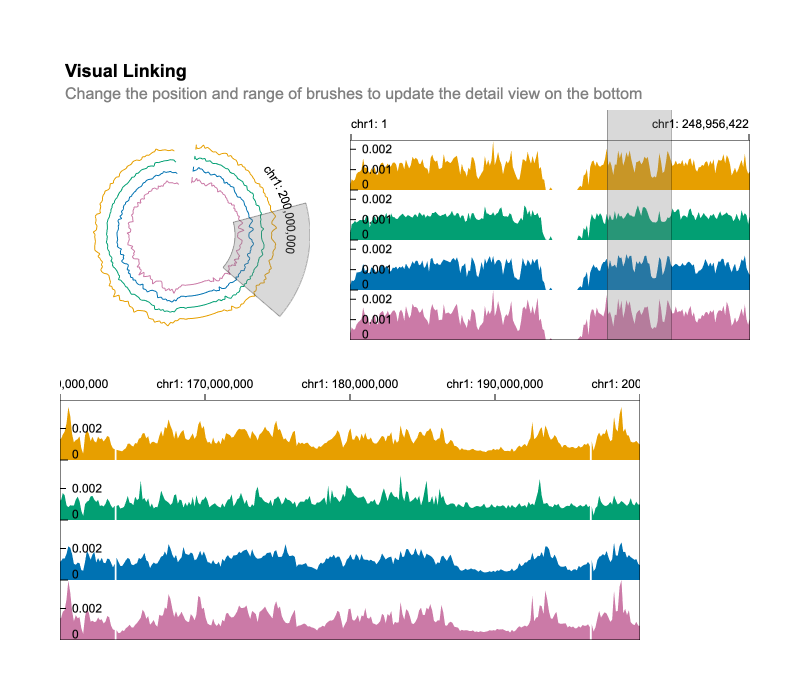 Visual Linking
Change the position and range of brushes to update the detail view on the bottom
chr1: 200,000,000
chr1: 1
chr1: 248,956,422
0.002
0.001
0
0.002
0.001
0
0.002
0.001
0
0.002
0.001
0
0,000,000
chr1: 170,000,000
chr1: 180,000,000
chr1: 190,000,000
chr1: 200
0.002
0
0.002
0
0.002
0
0.002
0